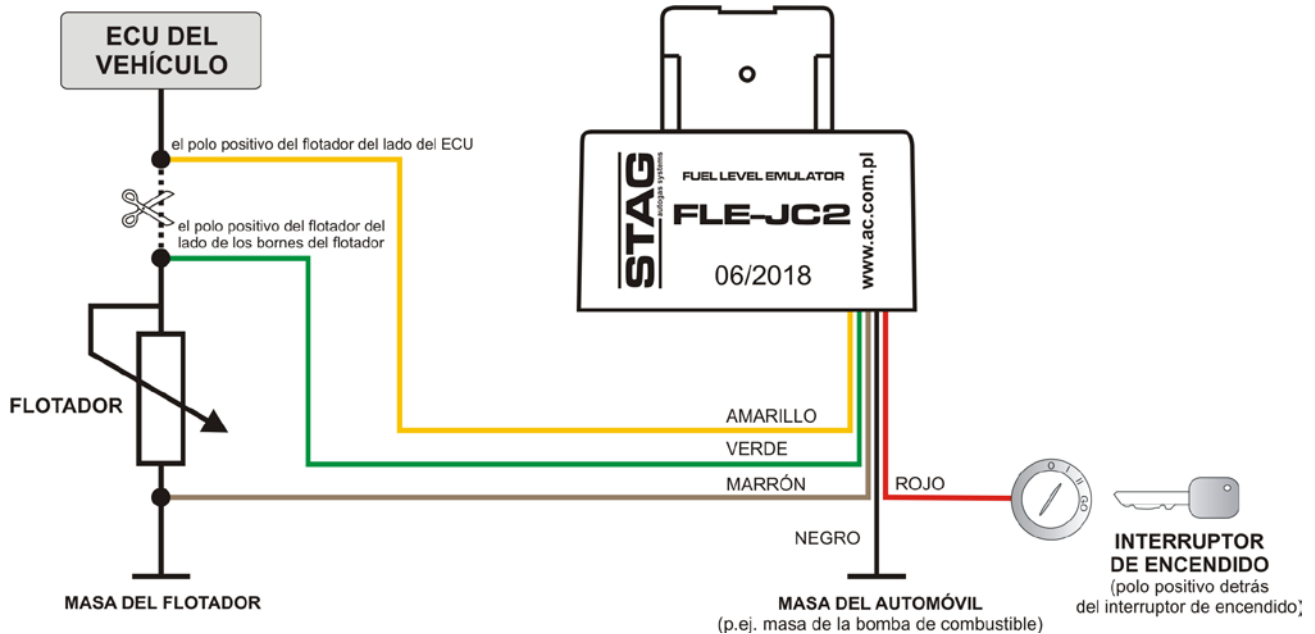 ECU DEL
VEHÍCULO
el polo positivo del flotador del lado del ECU
el polo positivo del flotador del
lado de los bornes del flotador
FLOTADOR
MASA DEL FLOTADOR
STAG
autogas systems
FUEL LEVEL EMULATOR
FLE-JC2
06/2018
www.ac.com.pl
AMARILLO
VERDE
MARRÓN
ROJO
NEGRO
MASA DEL AUTOMÓVIL
(p.ej. masa de la bomba de combustible)
O I II GO
INTERRUPTOR
DE ENCENDIDO
(polo positivo detrás
del interruptor de encendido)